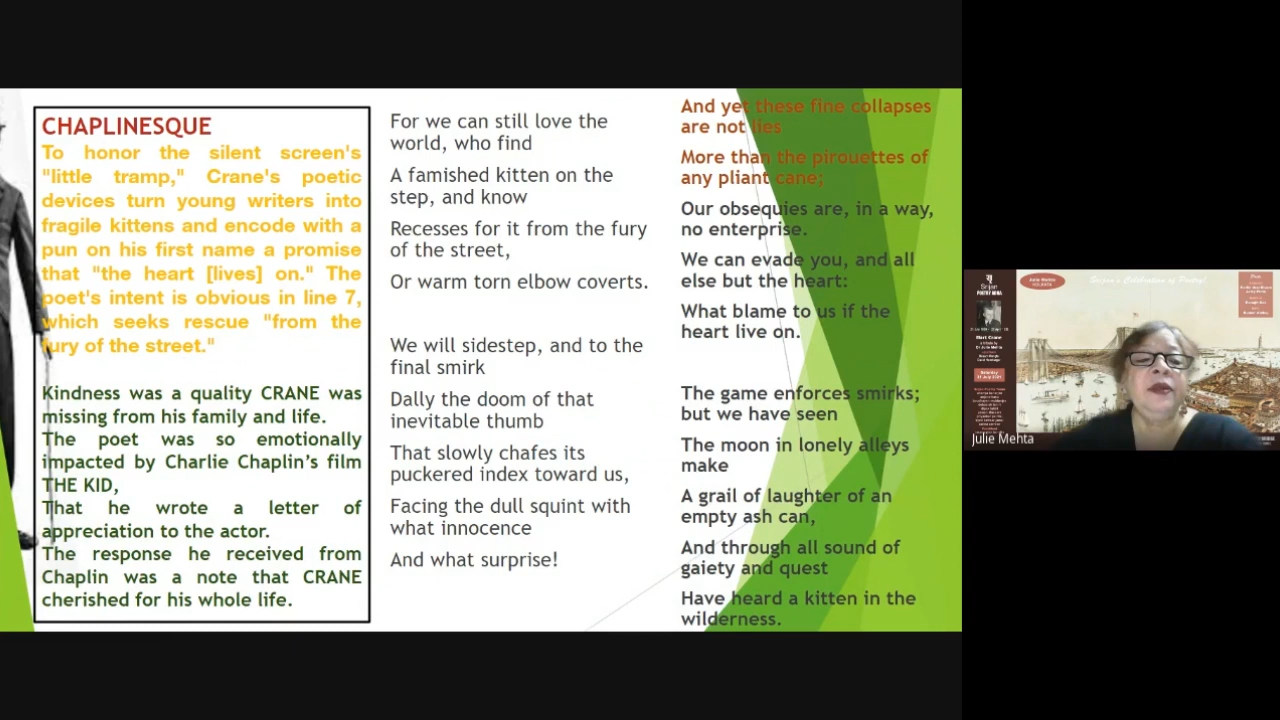 CHAPLINESQUE
To honor the silent screen's
"little tramp," Crane's poetic
devices turn young writers into
fragile kittens and encode with a
pun on his first name a promise
that "the heart [lives] on." The
poet's intent is obvious in line 7,
which seeks rescue "from the
fury of the street."
Kindness was a quality CRANE was
missing from his family and life.
The poet was so emotionally
impacted by Charlie Chaplin's film
THE KID,
That he wrote a letter of
appreciation to the actor.
The response he received from
Chaplin was a note that CRANE
cherished for his whole life.
For we can still love the
world, who find
A famished kitten on the
step, and know
Recesses for it from the fury
of the street,
Or warm torn elbow coverts.
We will sidestep, and to the
final smirk
Dally the doom of that
inevitable thumb
That slowly chafes its
puckered index toward us,
Facing the dull squint with
what innocence
And what surprise!
And yet these fine collapses
are not lies
More than the pirouettes of
any pliant cane;
Our obsequies are, in a way,
no enterprise.
We can evade you, and all
else but the heart:
What blame to us if the
heart live on.
The game enforces smirks;
but we have seen
The moon in lonely alleys
make
A grail of laughter of an
empty ash can,
And through all sound of
gaiety and quest
Have heard a kitten in the
wilderness.
Julie Mehta
Srijan's Celebration of Poetry!
Srijan
Hart Crane
Julie Mehta